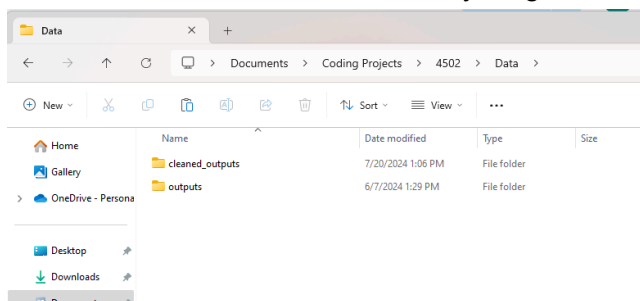 Data
Documents > Coding Projects > 4502 > Data >
New Sort View ...
Name Date modified Type Size
Home
Gallery
OneDrive - Persona
cleaned_outputs 7/20/2024 1:06 PM File folder
outputs 6/7/2024 1:29 PM File folder
Desktop
Downloads